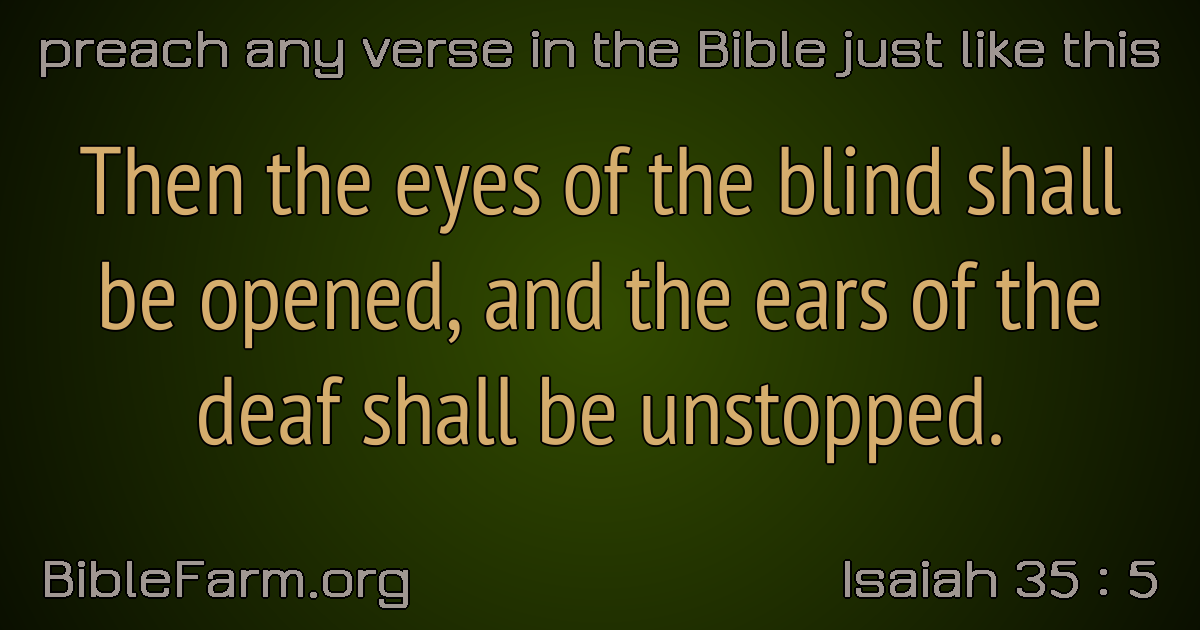 preach any verse in the Bible just like this
Then the eyes of the blind shall
be opened, and the ears of the
deaf shall be unstopped.
BibleFarm.org
Isaiah 35 : 5